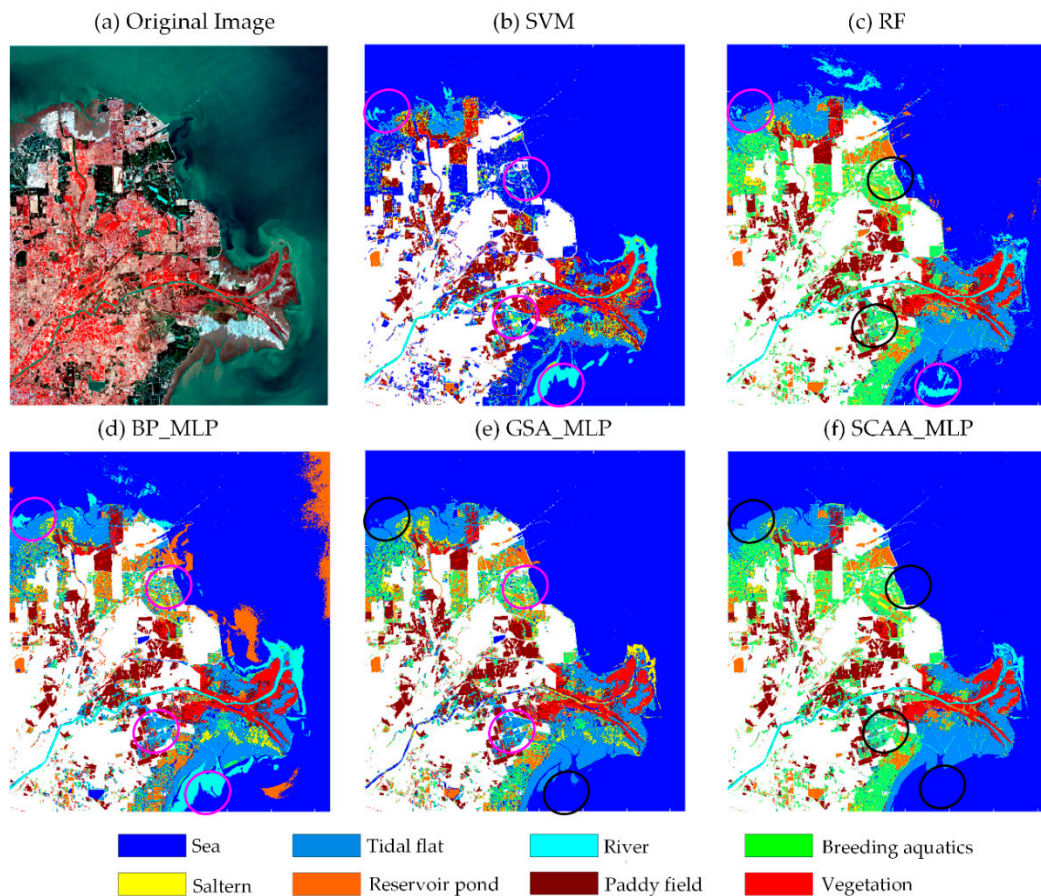 (a) Original Image
(b) SVM
(c) RF
(d) BP_MLP
(e) GSA_MLP
(f) SCAA_MLP
Sea
Tidal flat
River
Breeding aquatics
Saltern
Reservoir pond
Paddy field
Vegetation